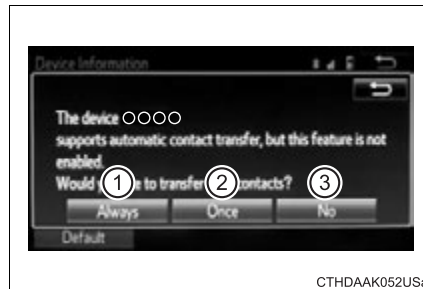 Device Information
The device ○○○○
supports automatic contact transfer, but this feature is not
enabled.
Would to transfer contacts?
1 2 3
Always Once No
Default
CTHDAAK052USa